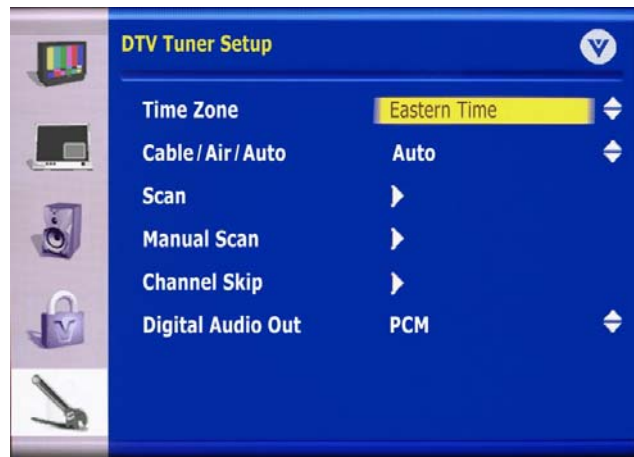 DTV Tuner Setup
V
Time Zone Eastern Time
Cable/Air/Auto Auto
Scan
Manual Scan
Channel Skip
Digital Audio Out PCM
V